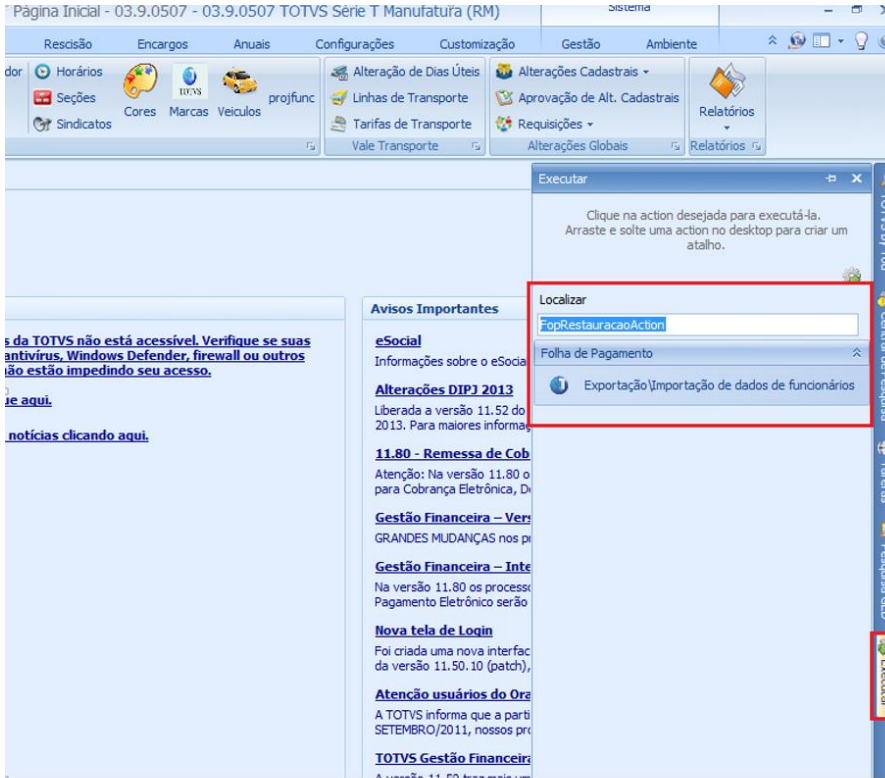 Página Inicial - 03.9.0507 - 03.9.0507 TOTVS Série T Manufatura (RM)
Sistema
Rescisão Encargos Anuais Configurações Customização Gestão Ambiente
dor Horários
Seções
Sindicatos
Cores
TOTVS
Marcas
Veiculos
projfunc
Alteração de Dias Úteis
Linhas de Transporte
Tarifas de Transporte
Vale Transporte
Alterações Cadastrais
Aprovação de Alt. Cadastrais
Requisições
Alterações Globais
Relatórios
Relatórios
Executar
Clique na action desejada para executá-la.
Arraste e solte uma action no desktop para criar um
atalho.
Localizar
FopRestauracaoAction
Folha de Pagamento
Exportação\Importação de dados de funcionários
s da TOTVS não está acessível. Verifique se suas
antivírus, Windows Defender, firewall ou outros
não estão impedindo seu acesso.
ue aqui.
notícias clicando aqui.
Avisos Importantes
eSocial
Informações sobre o eSocia
Alterações DIPJ 2013
Liberada a versão 11.52 do
2013. Para maiores informaç
11.80 - Remessa de Cob
Atenção: Na versão 11.80 o
para Cobrança Eletrônica, D
Gestão Financeira – Vers
GRANDES MUDANÇAS nos p
Gestão Financeira – Inte
Na versão 11.80 os process
Pagamento Eletrônico serão
Nova tela de Login
Foi criada uma nova interfac
da versão 11.50.10 (patch),
Atenção usuários do Ora
A TOTVS informa que a parti
SETEMBRO/2011, nossos pro
TOTVS Gestão Financeira
Tarefas
Pesquisa GED
Executar